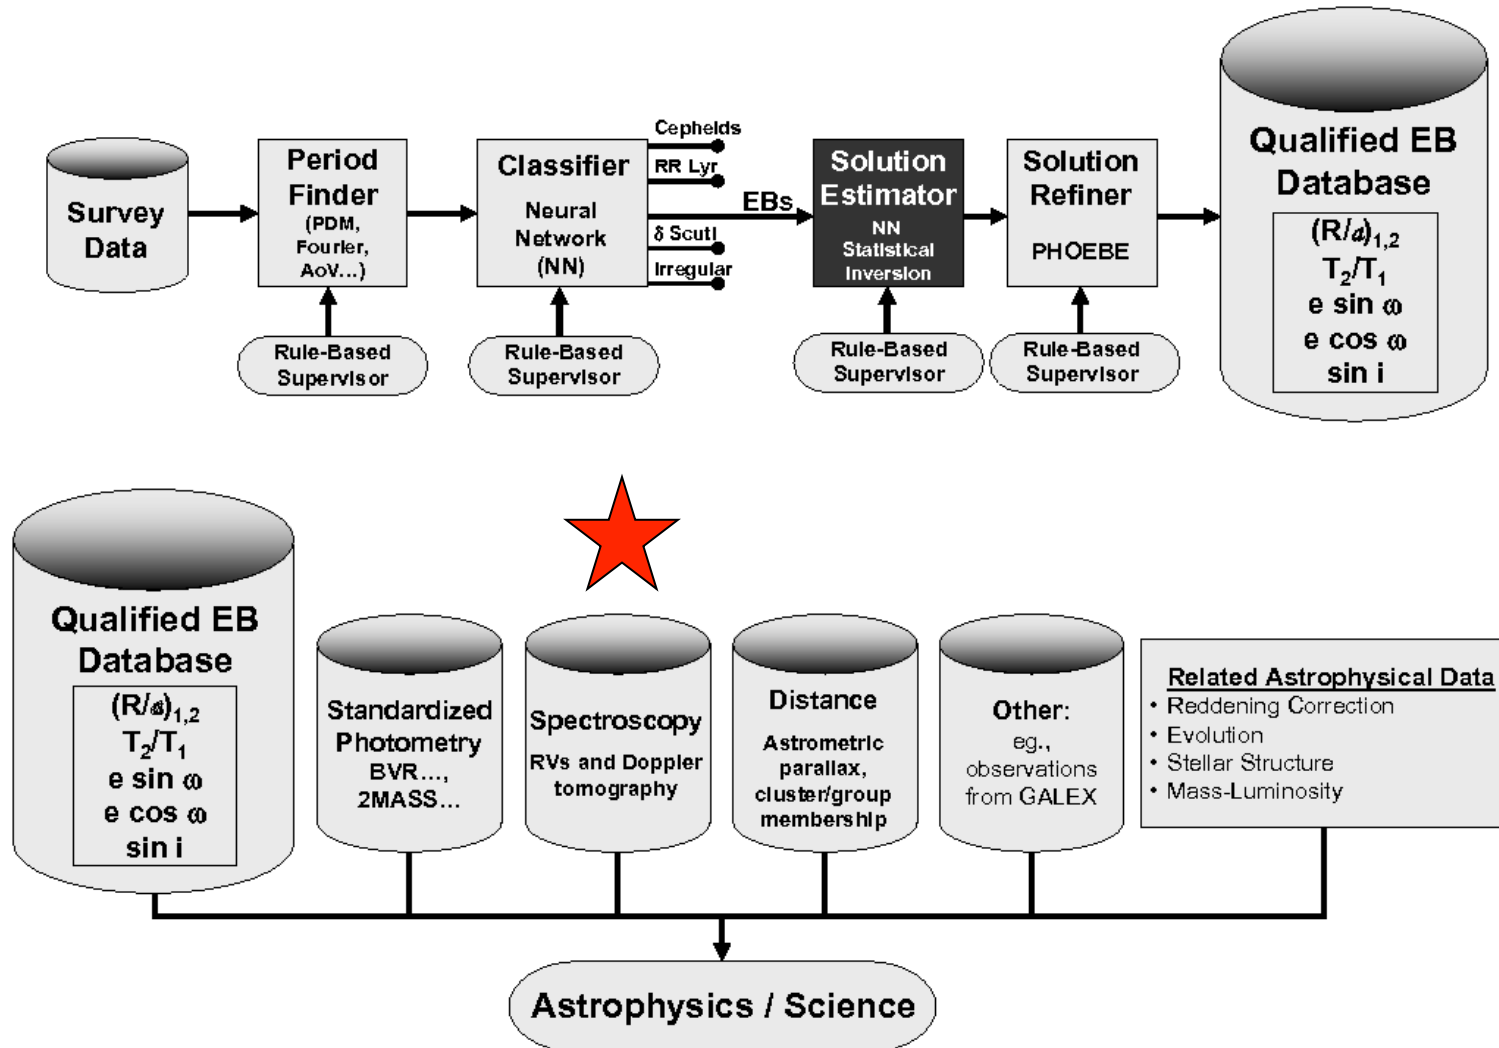 Survey
Data
Period
Finder
(PDM,
Fourier,
AoV...)
Rule-Based
Supervisor
Classifier
Neural
Network
(NN)
Rule-Based
Supervisor
Cepheids
RR Lyr
EBs
δ Scuti
Irregular
Solution
Estimator
NN
Statistical
Inversion
Rule-Based
Supervisor
Solution
Refiner
PHOEBE
Rule-Based
Supervisor
Qualified EB
Database
(R/a)1,2
T2/T1
e sin ω
e cos ω
sin i
Qualified EB
Database
(R/a)1,2
T2/T1
e sin ω
e cos ω
sin i
Standardized
Photometry
BVR...,
2MASS...
Spectroscopy
RVs and Doppler
tomography
Distance
Astrometric
parallax,
cluster/group
membership
Other:
eg.,
observations
from GALEX
Related Astrophysical Data
• Reddening Correction
• Evolution
• Stellar Structure
• Mass-Luminosity
Astrophysics / Science